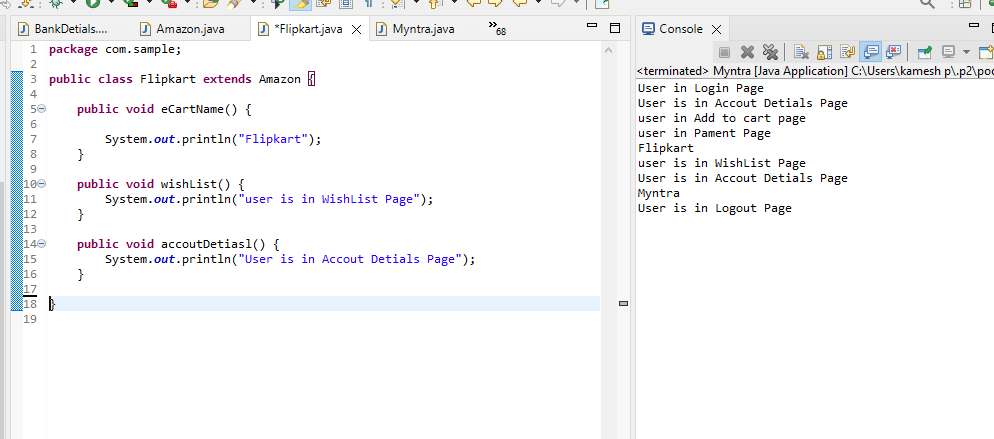 BankDetials.... Amazon.java *Flipkart.java Myntra.java »68
1 package com.sample;
2
3 public class Flipkart extends Amazon {
4
5 public void eCartName() {
6
7 System.out.println("Flipkart");
8 }
9
10 public void wishList() {
11 System.out.println("user is in WishList Page");
12 }
13
14 public void accoutDetiasl() {
15 System.out.println("User is in Accout Detials Page");
16 }
17
18 }
19
Console
<terminated> Myntra [Java Application] C:\Users\kamesh p\.p2\poo
User in Login Page
User is in Accout Detials Page
user in Add to cart page
user in Pament Page
Flipkart
user is in WishList Page
User is in Accout Detials Page
Myntra
User is in Logout Page